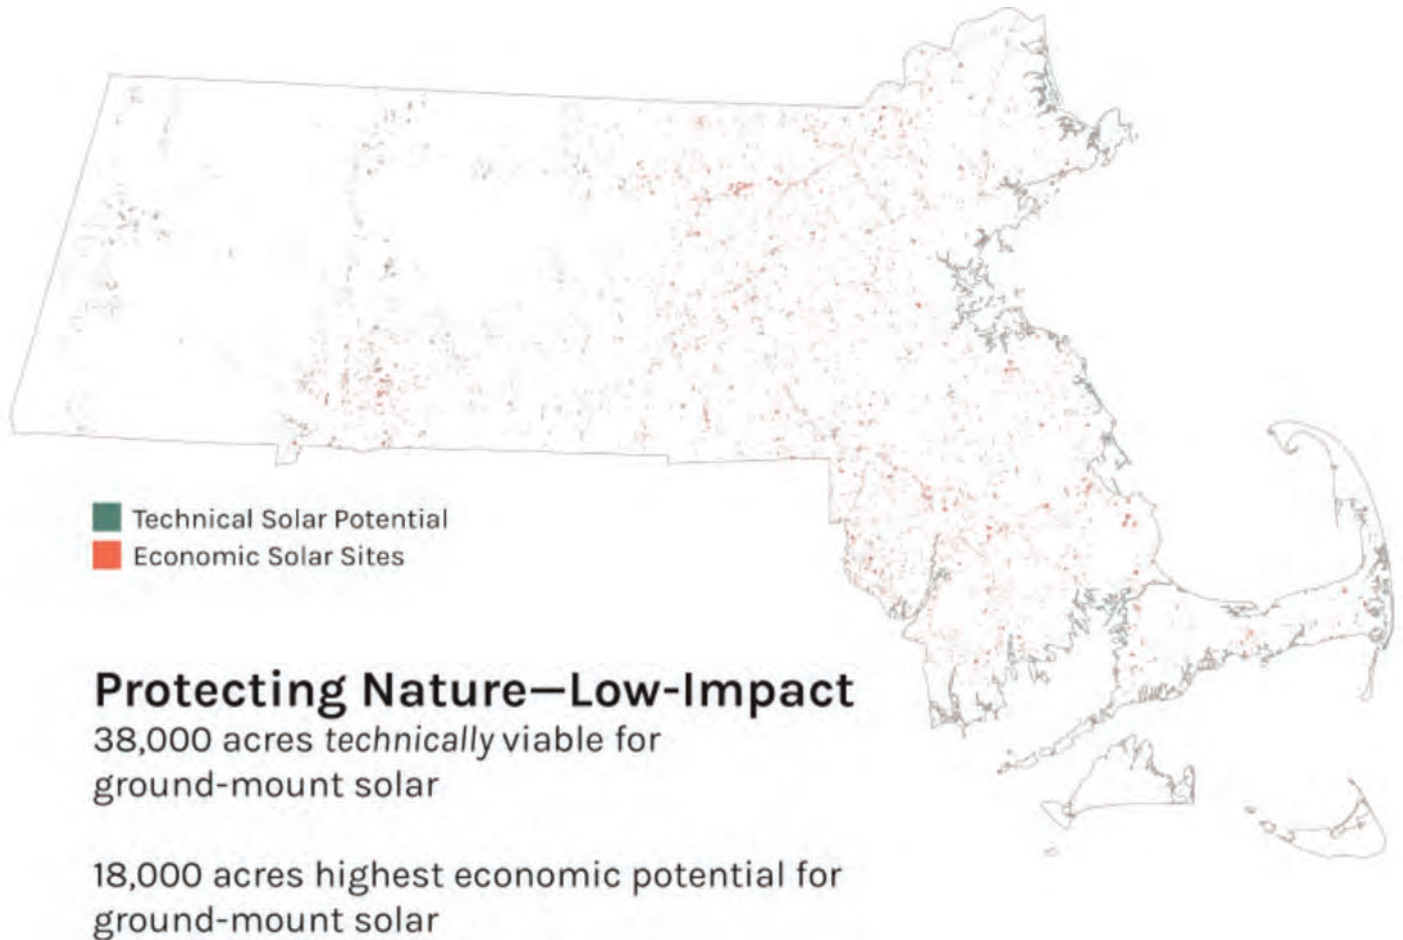 Technical Solar Potential
Economic Solar Sites
Protecting Nature—Low-Impact
38,000 acres technically viable for
ground-mount solar
18,000 acres highest economic potential for
ground-mount solar